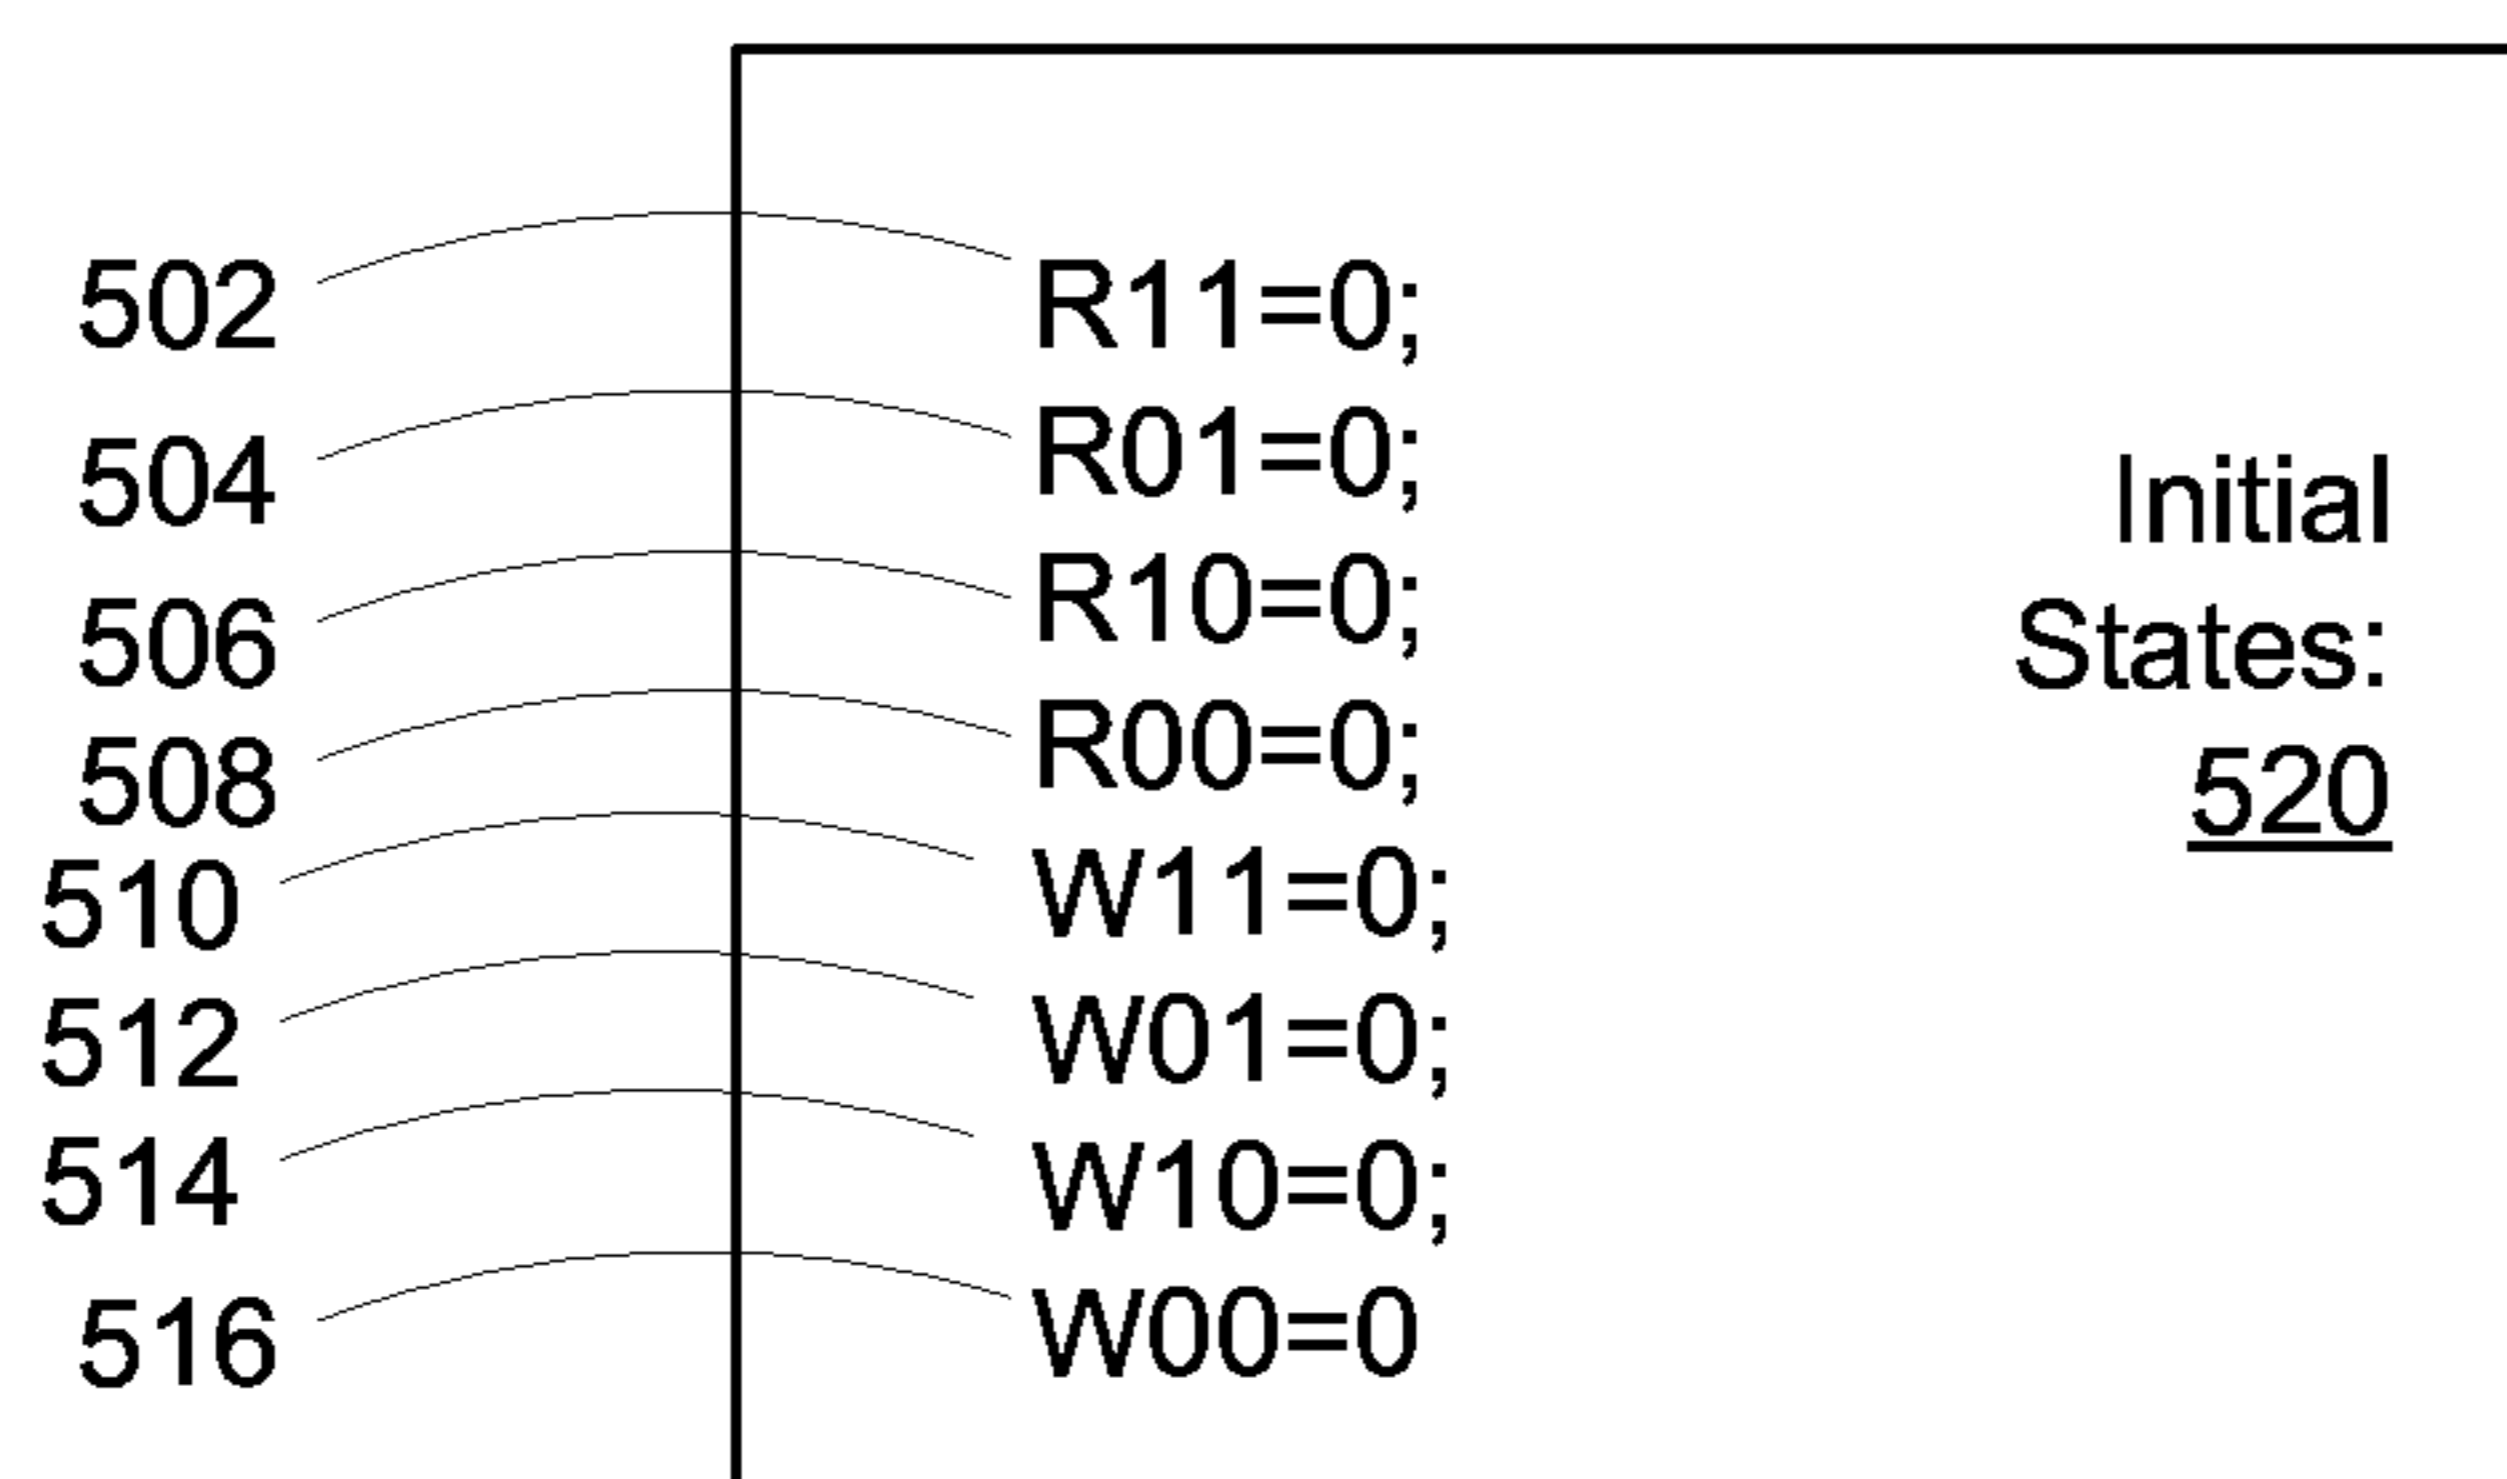 502
504
506
508
510
512
514
516
R11=0;
R01=0;
R10=0;
R00=0;
W11=0;
W01=0;
W10=0;
W00=0
Initial
States:
520